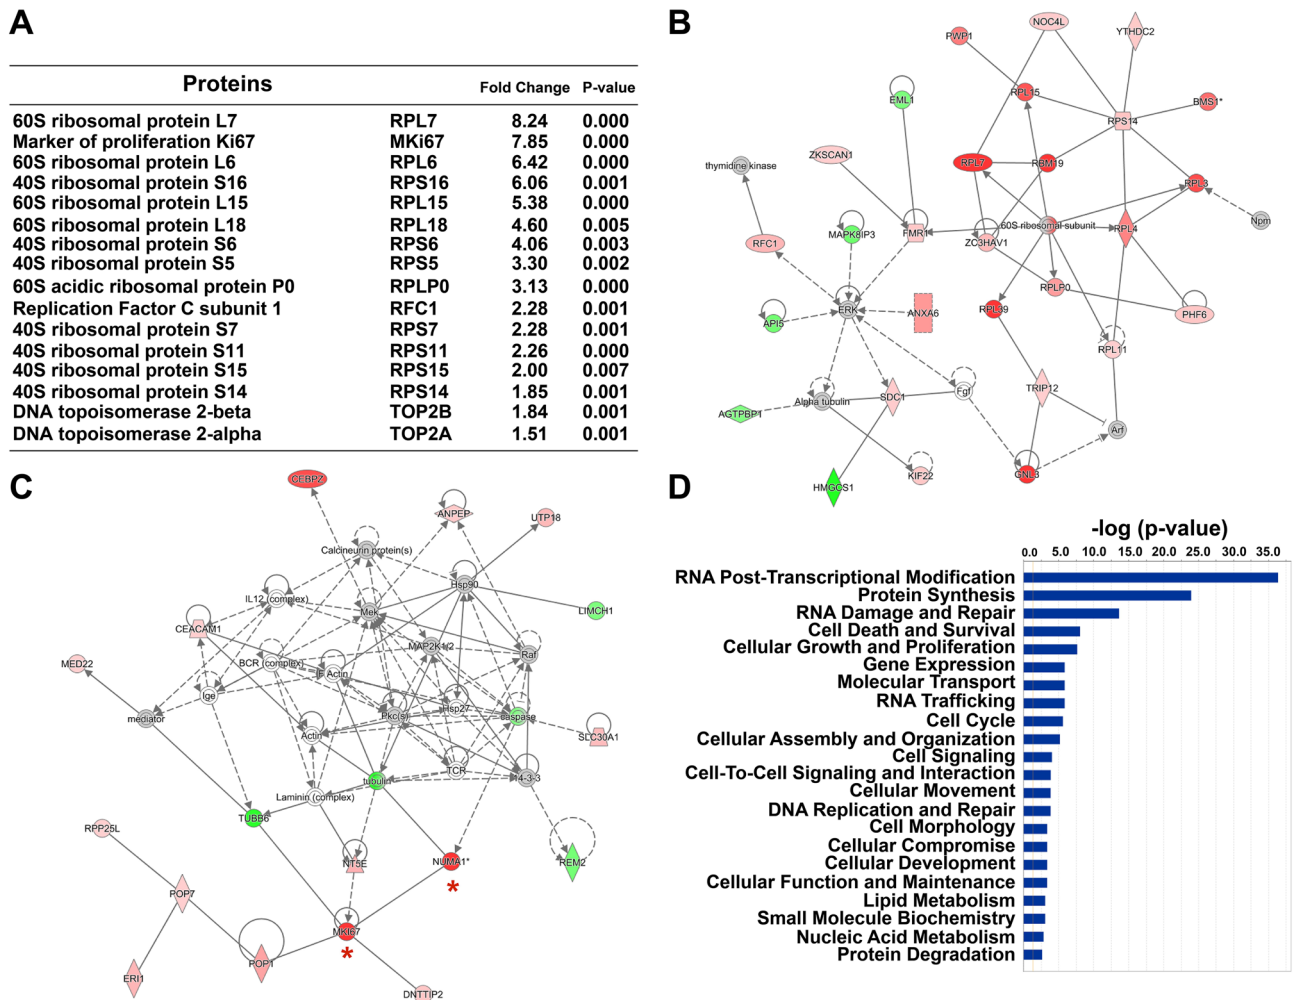 A
Proteins Fold Change P-value
60S ribosomal protein L7 RPL7 8.24 0.000
Marker of proliferation Ki67 MKi67 7.85 0.000
60S ribosomal protein L6 RPL6 6.42 0.000
40S ribosomal protein S16 RPS16 6.06 0.001
60S ribosomal protein L15 RPL15 5.38 0.000
60S ribosomal protein L18 RPL18 4.60 0.005
40S ribosomal protein S6 RPS6 4.06 0.003
40S ribosomal protein S5 RPS5 3.30 0.002
60S acidic ribosomal protein P0 RPLP0 3.13 0.000
Replication Factor C subunit 1 RFC1 2.28 0.001
40S ribosomal protein S7 RPS7 2.28 0.001
40S ribosomal protein S11 RPS11 2.26 0.000
40S ribosomal protein S15 RPS15 2.00 0.007
40S ribosomal protein S14 RPS14 1.85 0.001
DNA topoisomerase 2-beta TOP2B 1.84 0.001
DNA topoisomerase 2-alpha TOP2A 1.51 0.001
B
NOC4L
YTHDC2
PWP1
EML1
RPL15
BMS1*
RPS14
ZKSCAN1
thymidine kinase
RPL7
RBM19
RPL3
Npm
MAPK8IP3
FMR1
60S ribosomal subunit
RPL4
RFC1
ZC3HAV1
RPLP0
ERK
ANXA6
RPL39
PHF6
API5
RPL11
Alpha tubulin
SDC1
Fgf
TRIP12
AGTPBP1
Arf
HMGCS1
KIF22
GNL3
C
CEBPZ
ANPEP
UTP18
Calcineurin protein(s)
Hsp90
IL12 (complex)
Mek
LIMCH1
CEACAM1
MAP2K1/2
Raf
MED22
BCR (complex)
F Actin
Ige
Hsp27
mediator
Pkc(s)
caspase
Actin
SLC30A1
TCR
14-3-3
tubulin
Laminin (complex)
TUBB6
RPP25L
NT5E
NUMA1*
REM2
*
POP7
MKI67
*
POP1
ERI1
DNTTIP2
D
-log (p-value)
0.0 5.0 10.0 15.0 20.0 25.0 30.0 35.0
RNA Post-Transcriptional Modification
Protein Synthesis
RNA Damage and Repair
Cell Death and Survival
Cellular Growth and Proliferation
Gene Expression
Molecular Transport
RNA Trafficking
Cell Cycle
Cellular Assembly and Organization
Cell Signaling
Cell-To-Cell Signaling and Interaction
Cellular Movement
DNA Replication and Repair
Cell Morphology
Cellular Compromise
Cellular Development
Cellular Function and Maintenance
Lipid Metabolism
Small Molecule Biochemistry
Nucleic Acid Metabolism
Protein Degradation